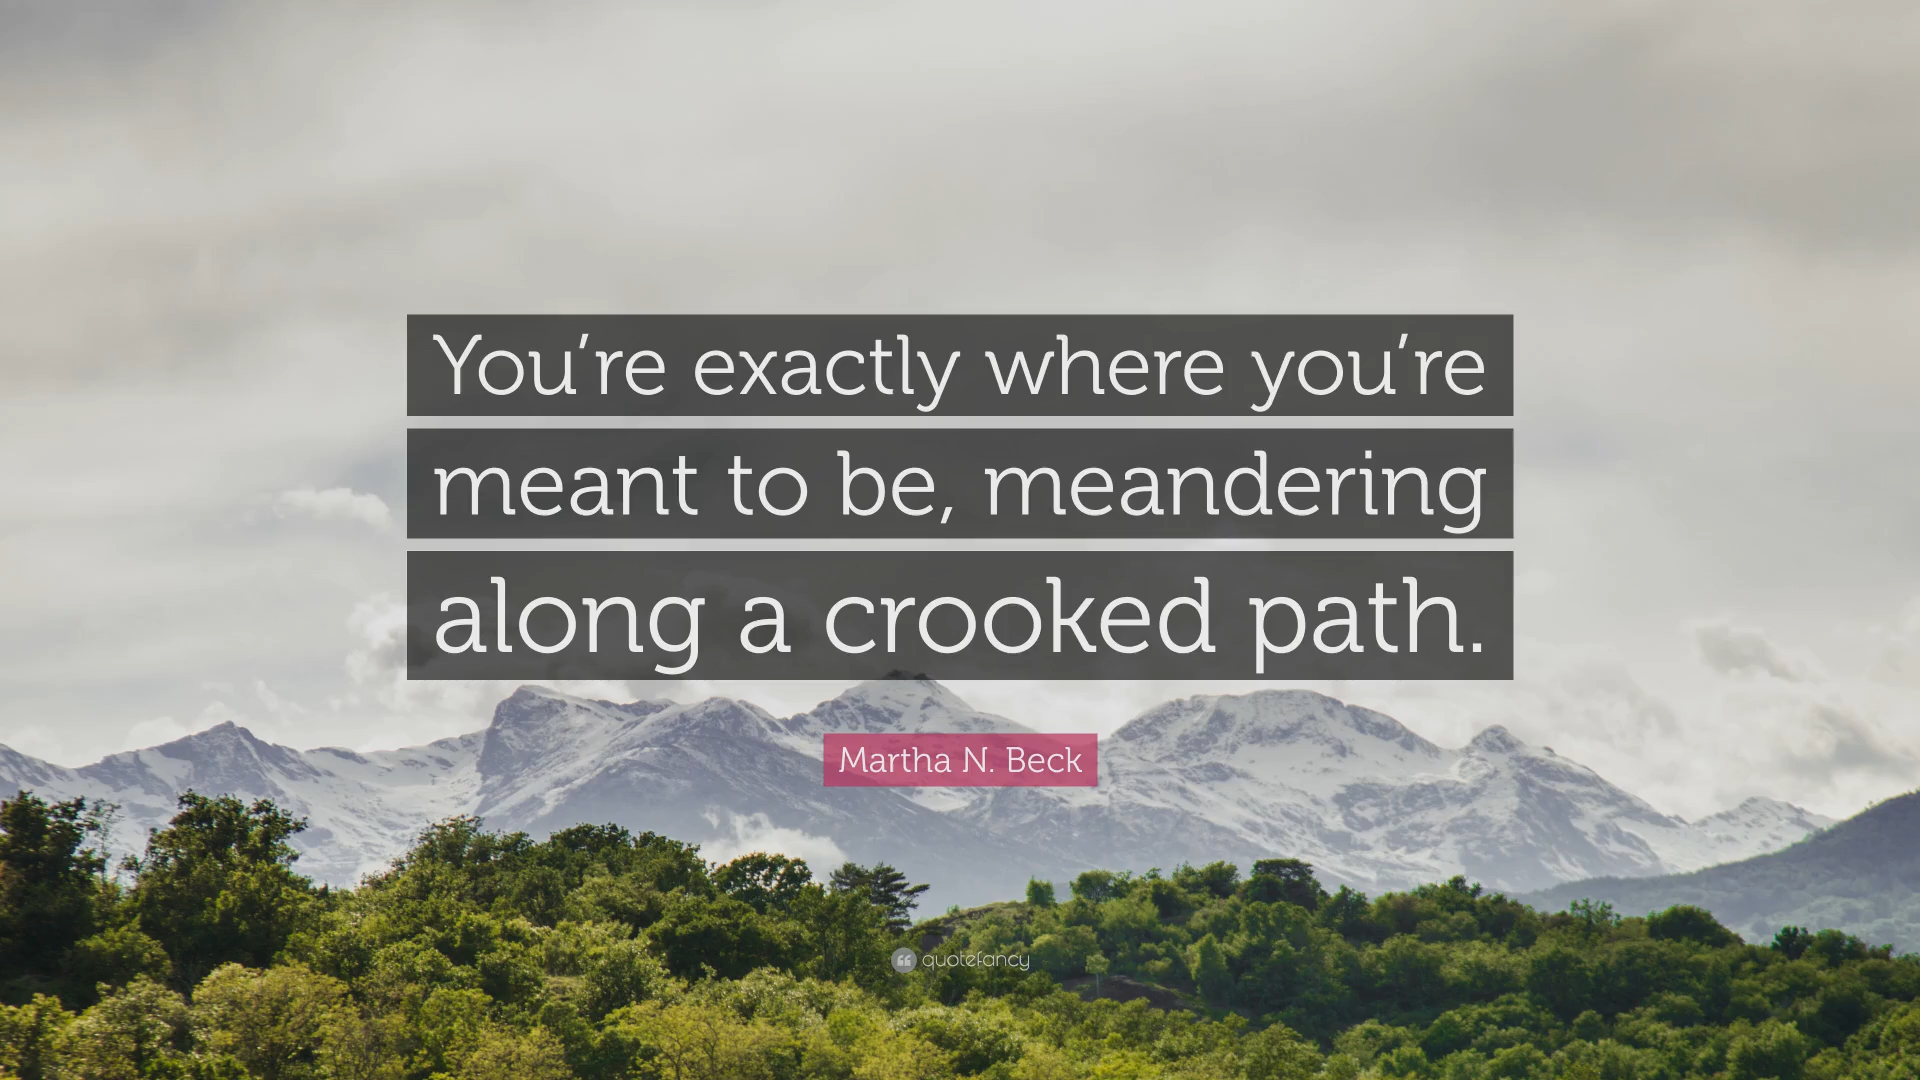 You’re exactly where you’re
meant to be, meandering
along a crooked path.
Martha N. Beck
quotefancy